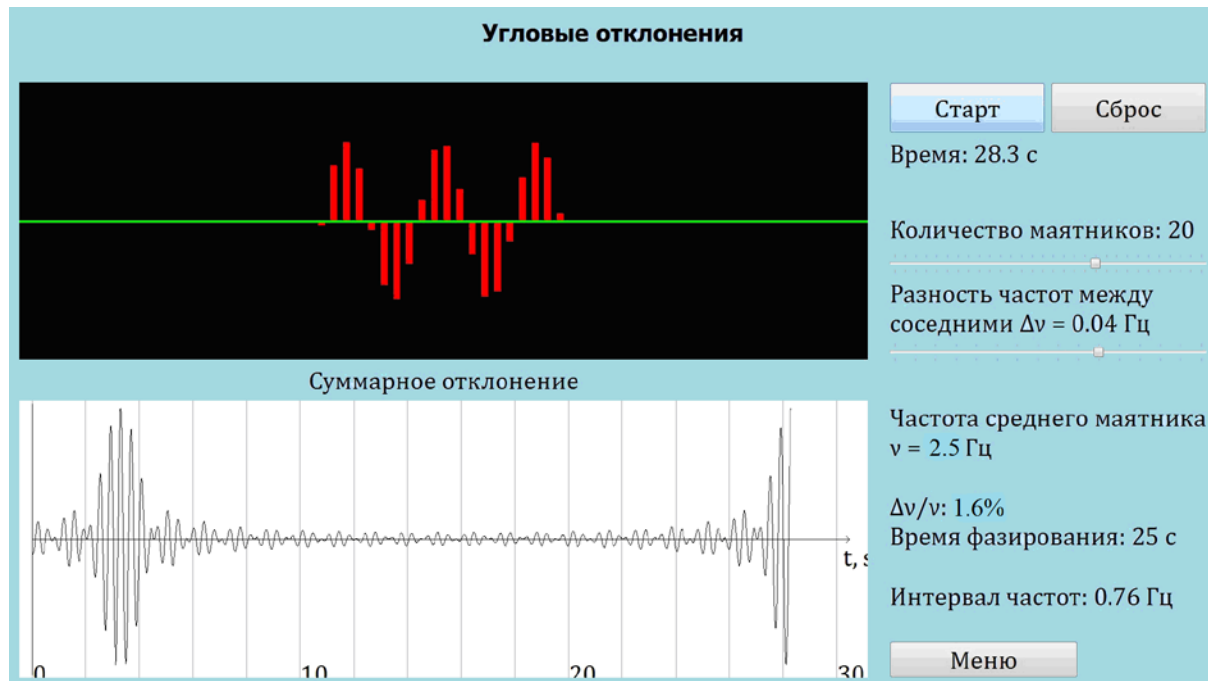 Угловые отклонения
Старт
Сброс
Время: 28.3 с
Количество маятников: 20
Разность частот между
соседними Δν = 0.04 Гц
Суммарное отклонение
Частота среднего маятника
ν = 2.5 Гц
Δν/ν: 1.6%
Время фазирования: 25 с
t, s
Интервал частот: 0.76 Гц
Меню
0
10
20
30